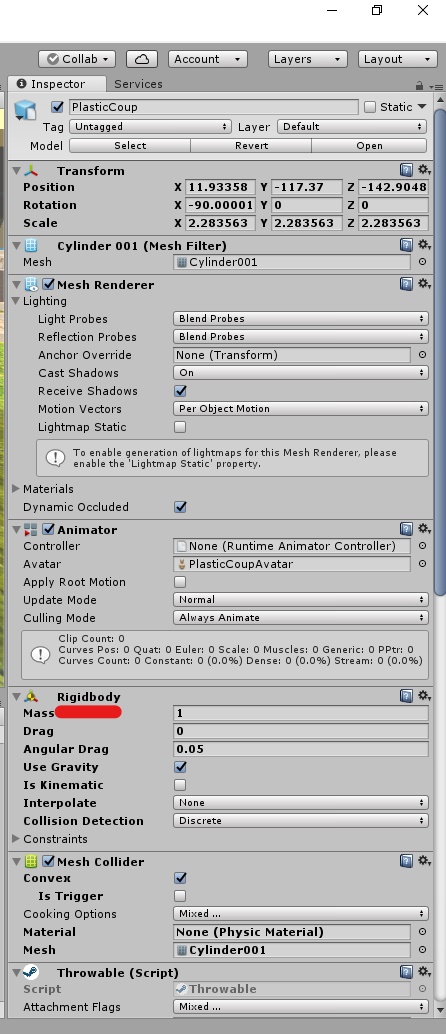 Collab Account Layers Layout
Inspector Services
PlasticCoup Static
Tag Untagged Layer Default
Model Select Revert Open
Transform
Position X 11.93358 Y -117.37 Z -142.9048
Rotation X -90.00001 Y 0 Z 0
Scale X 2.283563 Y 2.283563 Z 2.283563
Cylinder 001 (Mesh Filter)
Mesh Cylinder001
Mesh Renderer
Lighting
Light Probes Blend Probes
Reflection Probes Blend Probes
Anchor Override None (Transform)
Cast Shadows On
Receive Shadows
Motion Vectors Per Object Motion
Lightmap Static
To enable generation of lightmaps for this Mesh Renderer, please
enable the 'Lightmap Static' property.
Materials
Dynamic Occluded
Animator
Controller None (Runtime Animator Controller)
Avatar PlasticCoupAvatar
Apply Root Motion
Update Mode Normal
Culling Mode Always Animate
Clip Count: 0
Curves Pos: 0 Quat: 0 Euler: 0 Scale: 0 Muscles: 0 Generic: 0 PPtr: 0
Curves Count: 0 Constant: 0 (0.0%) Dense: 0 (0.0%) Stream: 0 (0.0%)
Rigidbody
Mass 1
Drag 0
Angular Drag 0.05
Use Gravity
Is Kinematic
Interpolate None
Collision Detection Discrete
Constraints
Mesh Collider
Convex
Is Trigger
Cooking Options Mixed ...
Material None (Physic Material)
Mesh Cylinder001
Throwable (Script)
Script Throwable
Attachment Flags Mixed ...